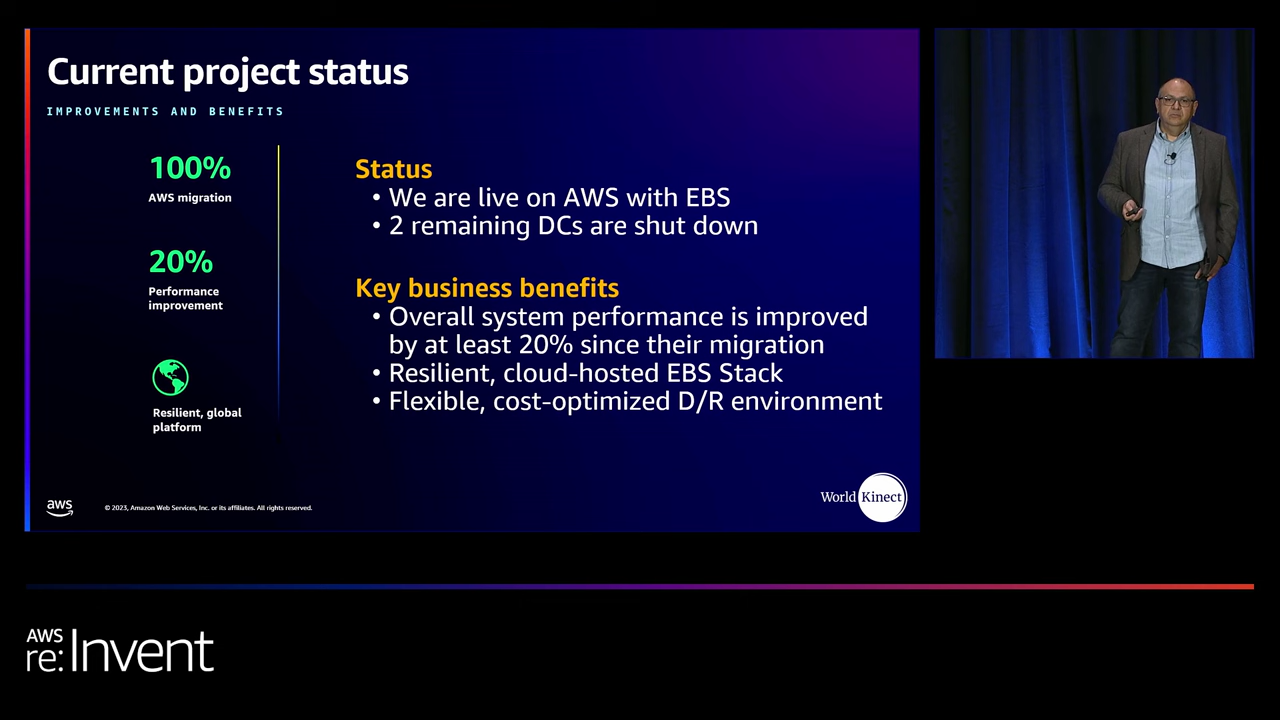 Current project status
IMPROVEMENTS AND BENEFITS
100%
AWS migration
20%
Performance
improvement
Resilient, global
platform
Status
• We are live on AWS with EBS
• 2 remaining DCs are shut down
Key business benefits
• Overall system performance is improved
by at least 20% since their migration
• Resilient, cloud-hosted EBS Stack
• Flexible, cost-optimized D/R environment
aws
© 2023, Amazon Web Services, Inc. or its affiliates. All rights reserved.
World Kinect
AWS
re:Invent